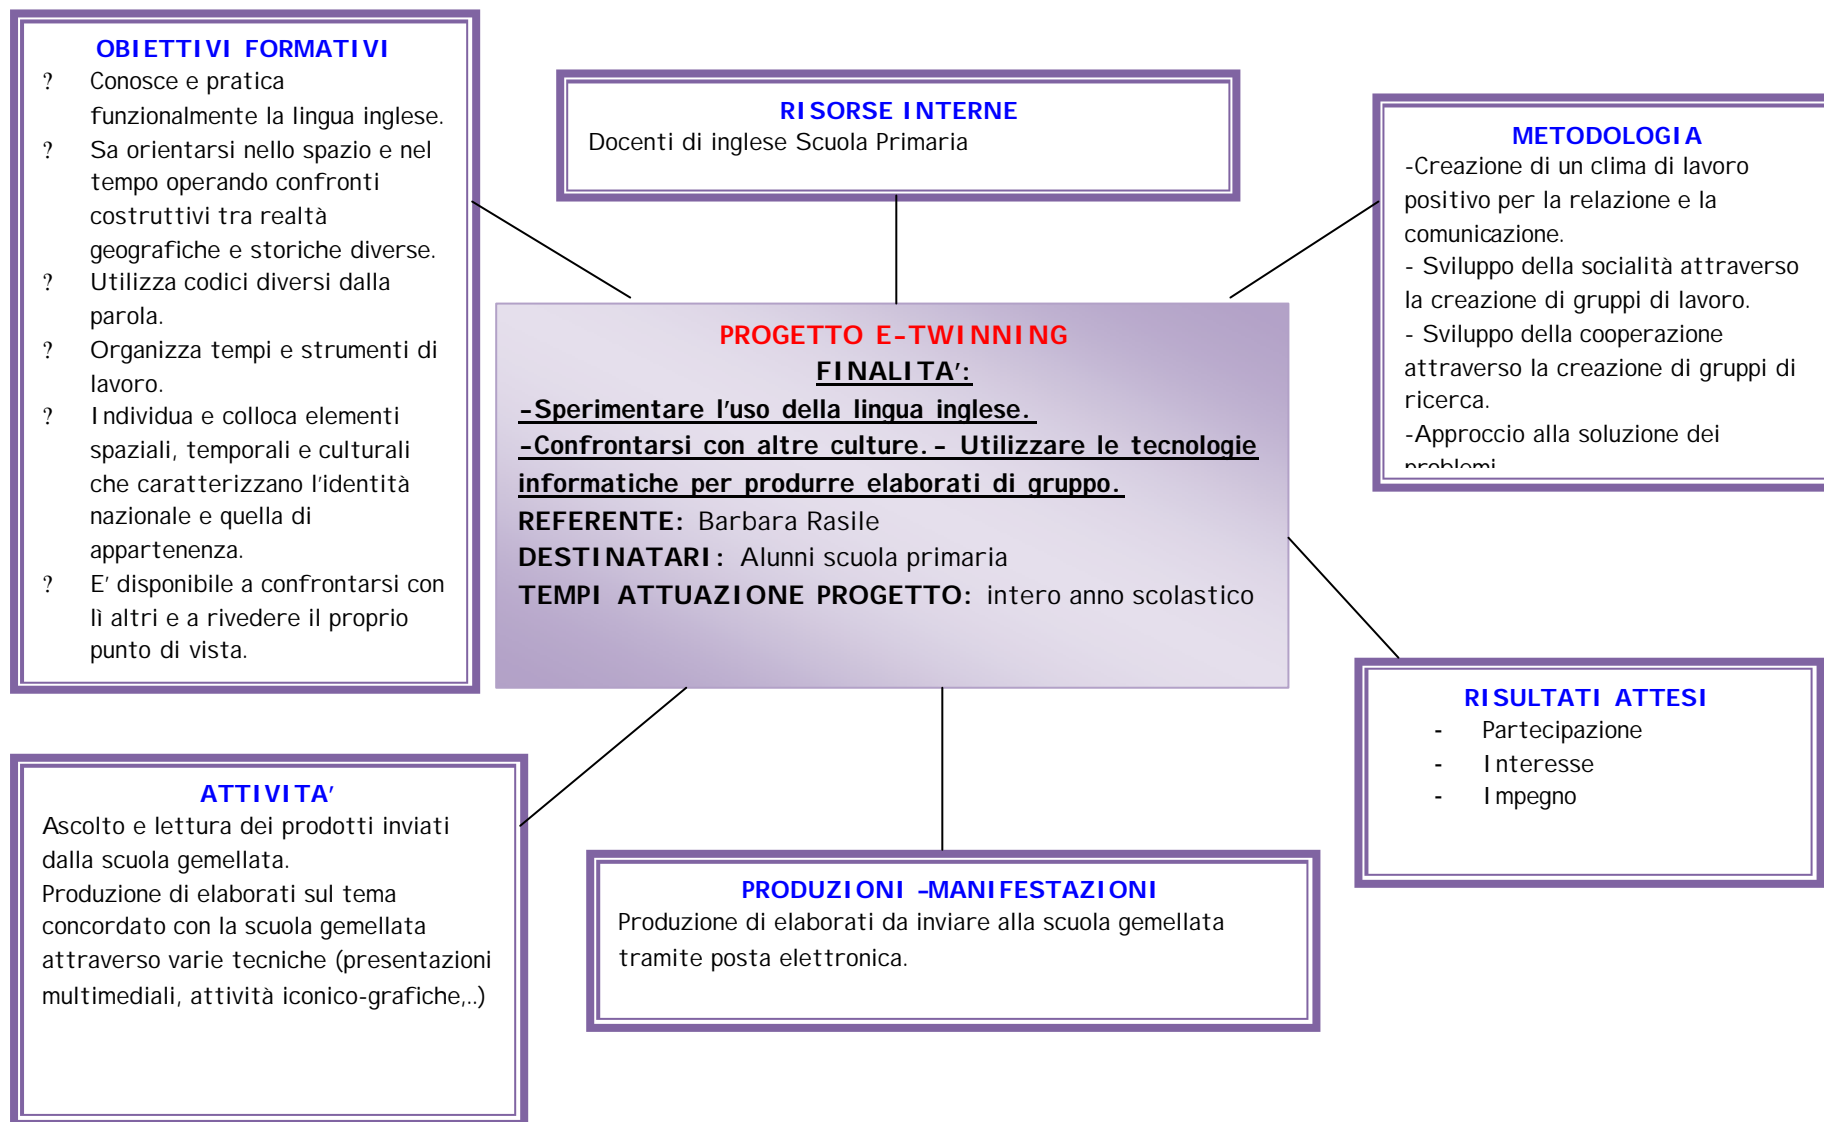 OBIETTIVI FORMATIVI
? Conosce e pratica
funzionalmente la lingua inglese.
? Sa orientarsi nello spazio e nel
tempo operando confronti
costruttivi tra realtà
geografiche e storiche diverse.
? Utilizza codici diversi dalla
parola.
? Organizza tempi e strumenti di
lavoro.
? Individua e colloca elementi
spaziali, temporali e culturali
che caratterizzano l'identità
nazionale e quella di
appartenenza.
? E' disponibile a confrontarsi con
lì altri e a rivedere il proprio
punto di vista.
RISORSE INTERNE
Docenti di inglese Scuola Primaria
METODOLOGIA
-Creazione di un clima di lavoro
positivo per la relazione e la
comunicazione.
- Sviluppo della socialità attraverso
la creazione di gruppi di lavoro.
- Sviluppo della cooperazione
attraverso la creazione di gruppi di
ricerca.
-Approccio alla soluzione dei
problemi
PROGETTO E-TWINNING
FINALITA':
-Sperimentare l'uso della lingua inglese.
-Confrontarsi con altre culture. - Utilizzare le tecnologie
informatiche per produrre elaborati di gruppo.
REFERENTE: Barbara Rasile
DESTINATARI: Alunni scuola primaria
TEMPI ATTUAZIONE PROGETTO: intero anno scolastico
RISULTATI ATTESI
- Partecipazione
- Interesse
- Impegno
ATTIVITA'
Ascolto e lettura dei prodotti inviati
dalla scuola gemellata.
Produzione di elaborati sul tema
concordato con la scuola gemellata
attraverso varie tecniche (presentazioni
multimediali, attività iconico-grafiche,..)
PRODUZIONI -MANIFESTAZIONI
Produzione di elaborati da inviare alla scuola gemellata
tramite posta elettronica.